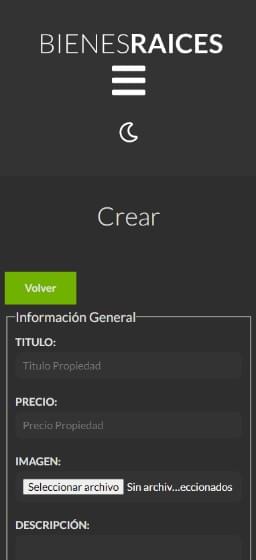 BIENESRAICES
Crear
Volver
Información General
TITULO:
Titulo Propiedad
PRECIO:
Precio Propiedad
IMAGEN:
Seleccionar archivo Sin archiv...eccionados
DESCRIPCIÓN: